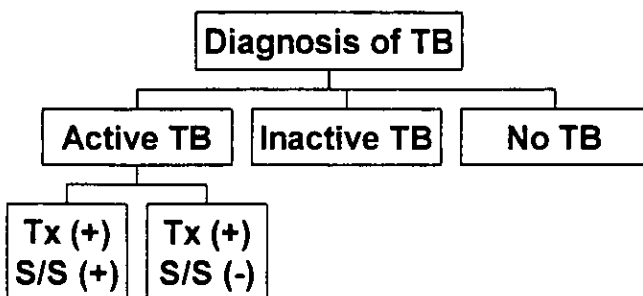 Diagnosis of TB
Active TB
Inactive TB
No TB
Tx (+)
S/S (+)
Tx (+)
S/S (-)